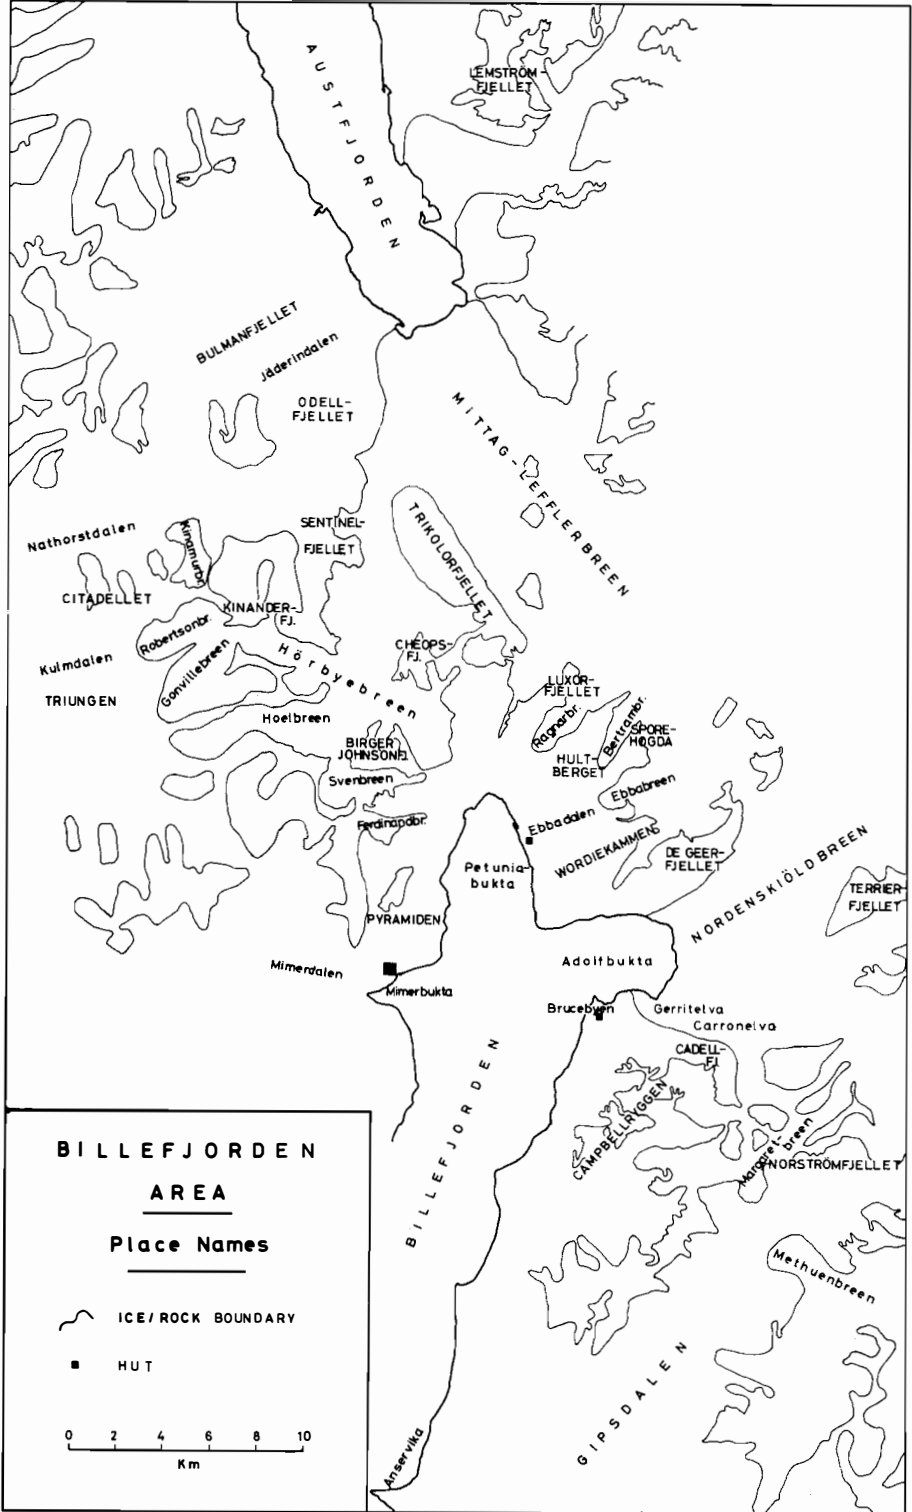 AUSTFJORDEN
LEMSTRÖM-
FJELLET
BULMANFJELLET
Jäderindalen
ODELL-
FJELLET
MITTAG-LEFFLERBREEN
Nathorstdalen
Kinamurbr.
SENTINEL-
FJELLET
TRIKOLORFJELLET
CITADELLET
KINANDER-
FJ.
Robertsonbr.
Kulmdalen
Gonvillebreen
Hörbyebreen
CHEOPS-
FJ.
TRIUNGEN
LUXOR-
FJELLET
Hoelbreen
Ragnarbr.
Bertrambr.
SPORE-
HOGDA
BIRGER
JOHNSONFJ.
HULT-
BERGET
Svenbreen
Ebbabreen
Ferdinandbr.
Ebbadalen
WORDIEKAMMEN
DE GEER-
FJELLET
Petunia-
bukta
NORDENSKIÖLDBREEN
TERRIER-
FJELLET
PYRAMIDEN
Mimerdalen
Adolfbukta
Mimerbukta
Brucebyen
Gerritelva
Carronelva
CADELL-
FJ.
BILLEFJORDEN
CAMPBELLRYGGEN
Margaret-
breen
NORSTRÖMFJELLET
Methuenbreen
GIPSDALEN
Anservika
BILLEFJORDEN
AREA
Place Names
ICE/ROCK BOUNDARY
HUT
0 2 4 6 8 10
Km